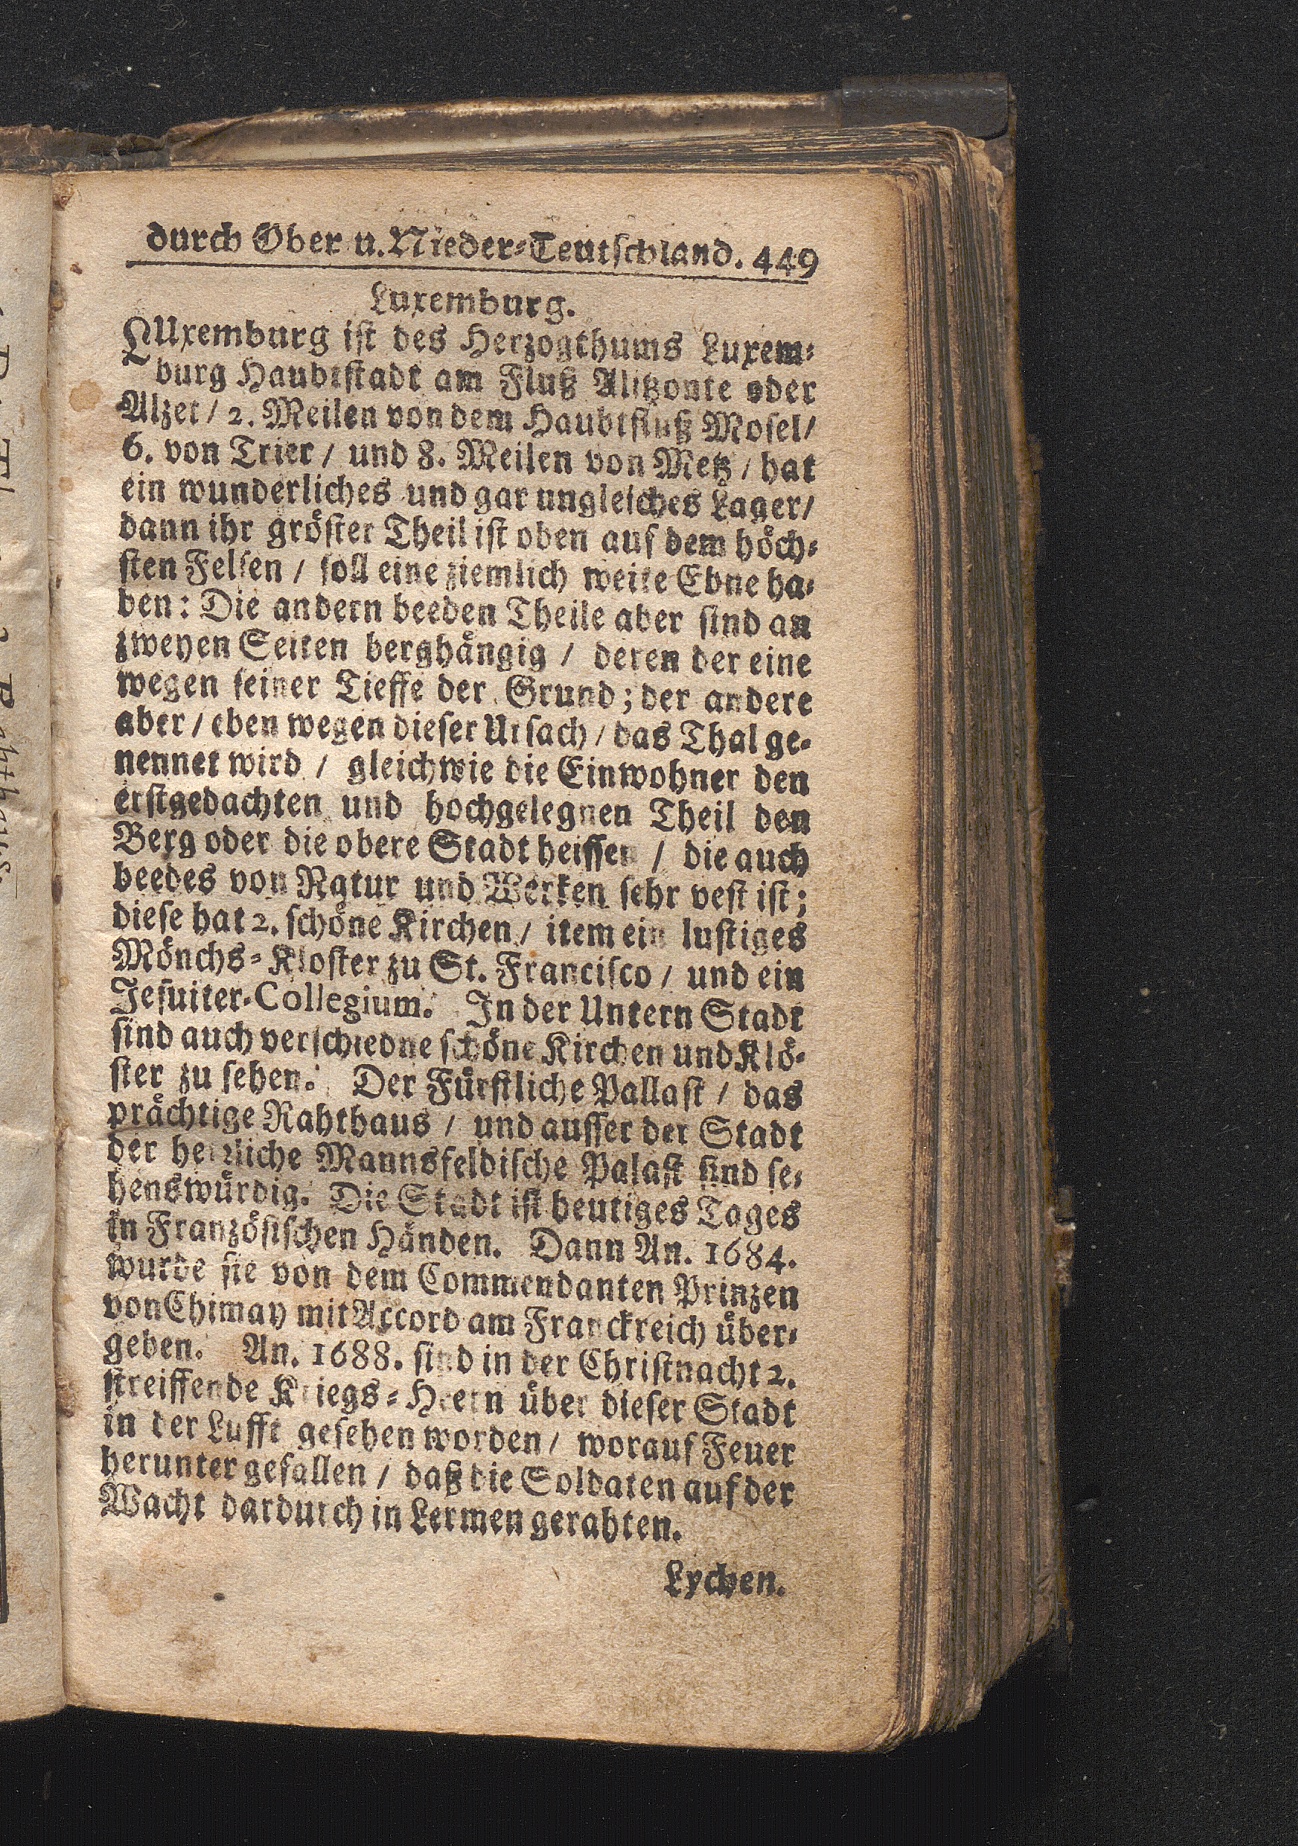 durch Ober u. Nieder-Teutschland. 449
Luxemburg.
LUxemburg ist des Herzogthums Luxem-
burg Haubtstadt am Fluß Alitzonte oder
Alzet / 2. Meilen von dem Haubtfluß Mosel /
6. von Trier / und 8. Meilen von Metz / hat
ein wunderliches und gar ungleiches Lager /
dann ihr gröster Theil ist oben auf dem höch-
sten Felsen / soll eine ziemlich weite Ebne ha-
ben: Die andern beeden Theile aber sind an
zweyen Seiten berghängig / deren der eine
wegen seiner Tieffe der Grund; der andere
aber / eben wegen dieser Ursach / das Thal ge-
nennet wird / gleichwie die Einwohner den
erstgedachten und hochgelegnen Theil den
Berg oder die obere Stadt heissen / die auch
beedes von Natur und Werken sehr vest ist;
diese hat 2. schöne Kirchen / item ein lustiges
Mönchs-Kloster zu St. Francisco / und ein
Jesuiter-Collegium. In der Untern Stadt
sind auch verschiedne schöne Kirchen und Klö-
ster zu sehen. Der Fürstliche Pallast / das
prächtige Rahthaus / und ausser der Stadt
der herrliche Mannsfeldische Palast sind se-
henswürdig. Die Stadt ist heutiges Tages
in Französischen Händen. Dann An. 1684.
wurde sie von dem Commendanten Prinzen
von Chimay mit Accord am Franckreich über-
geben. An. 1688. sind in der Christnacht 2.
streiffende Kriegs-Heern über dieser Stadt
in der Lufft gesehen worden / worauf Feuer
herunter gefallen / daß die Soldaten auf der
Wacht dardurch in Lermen gerahten.
Lychen.